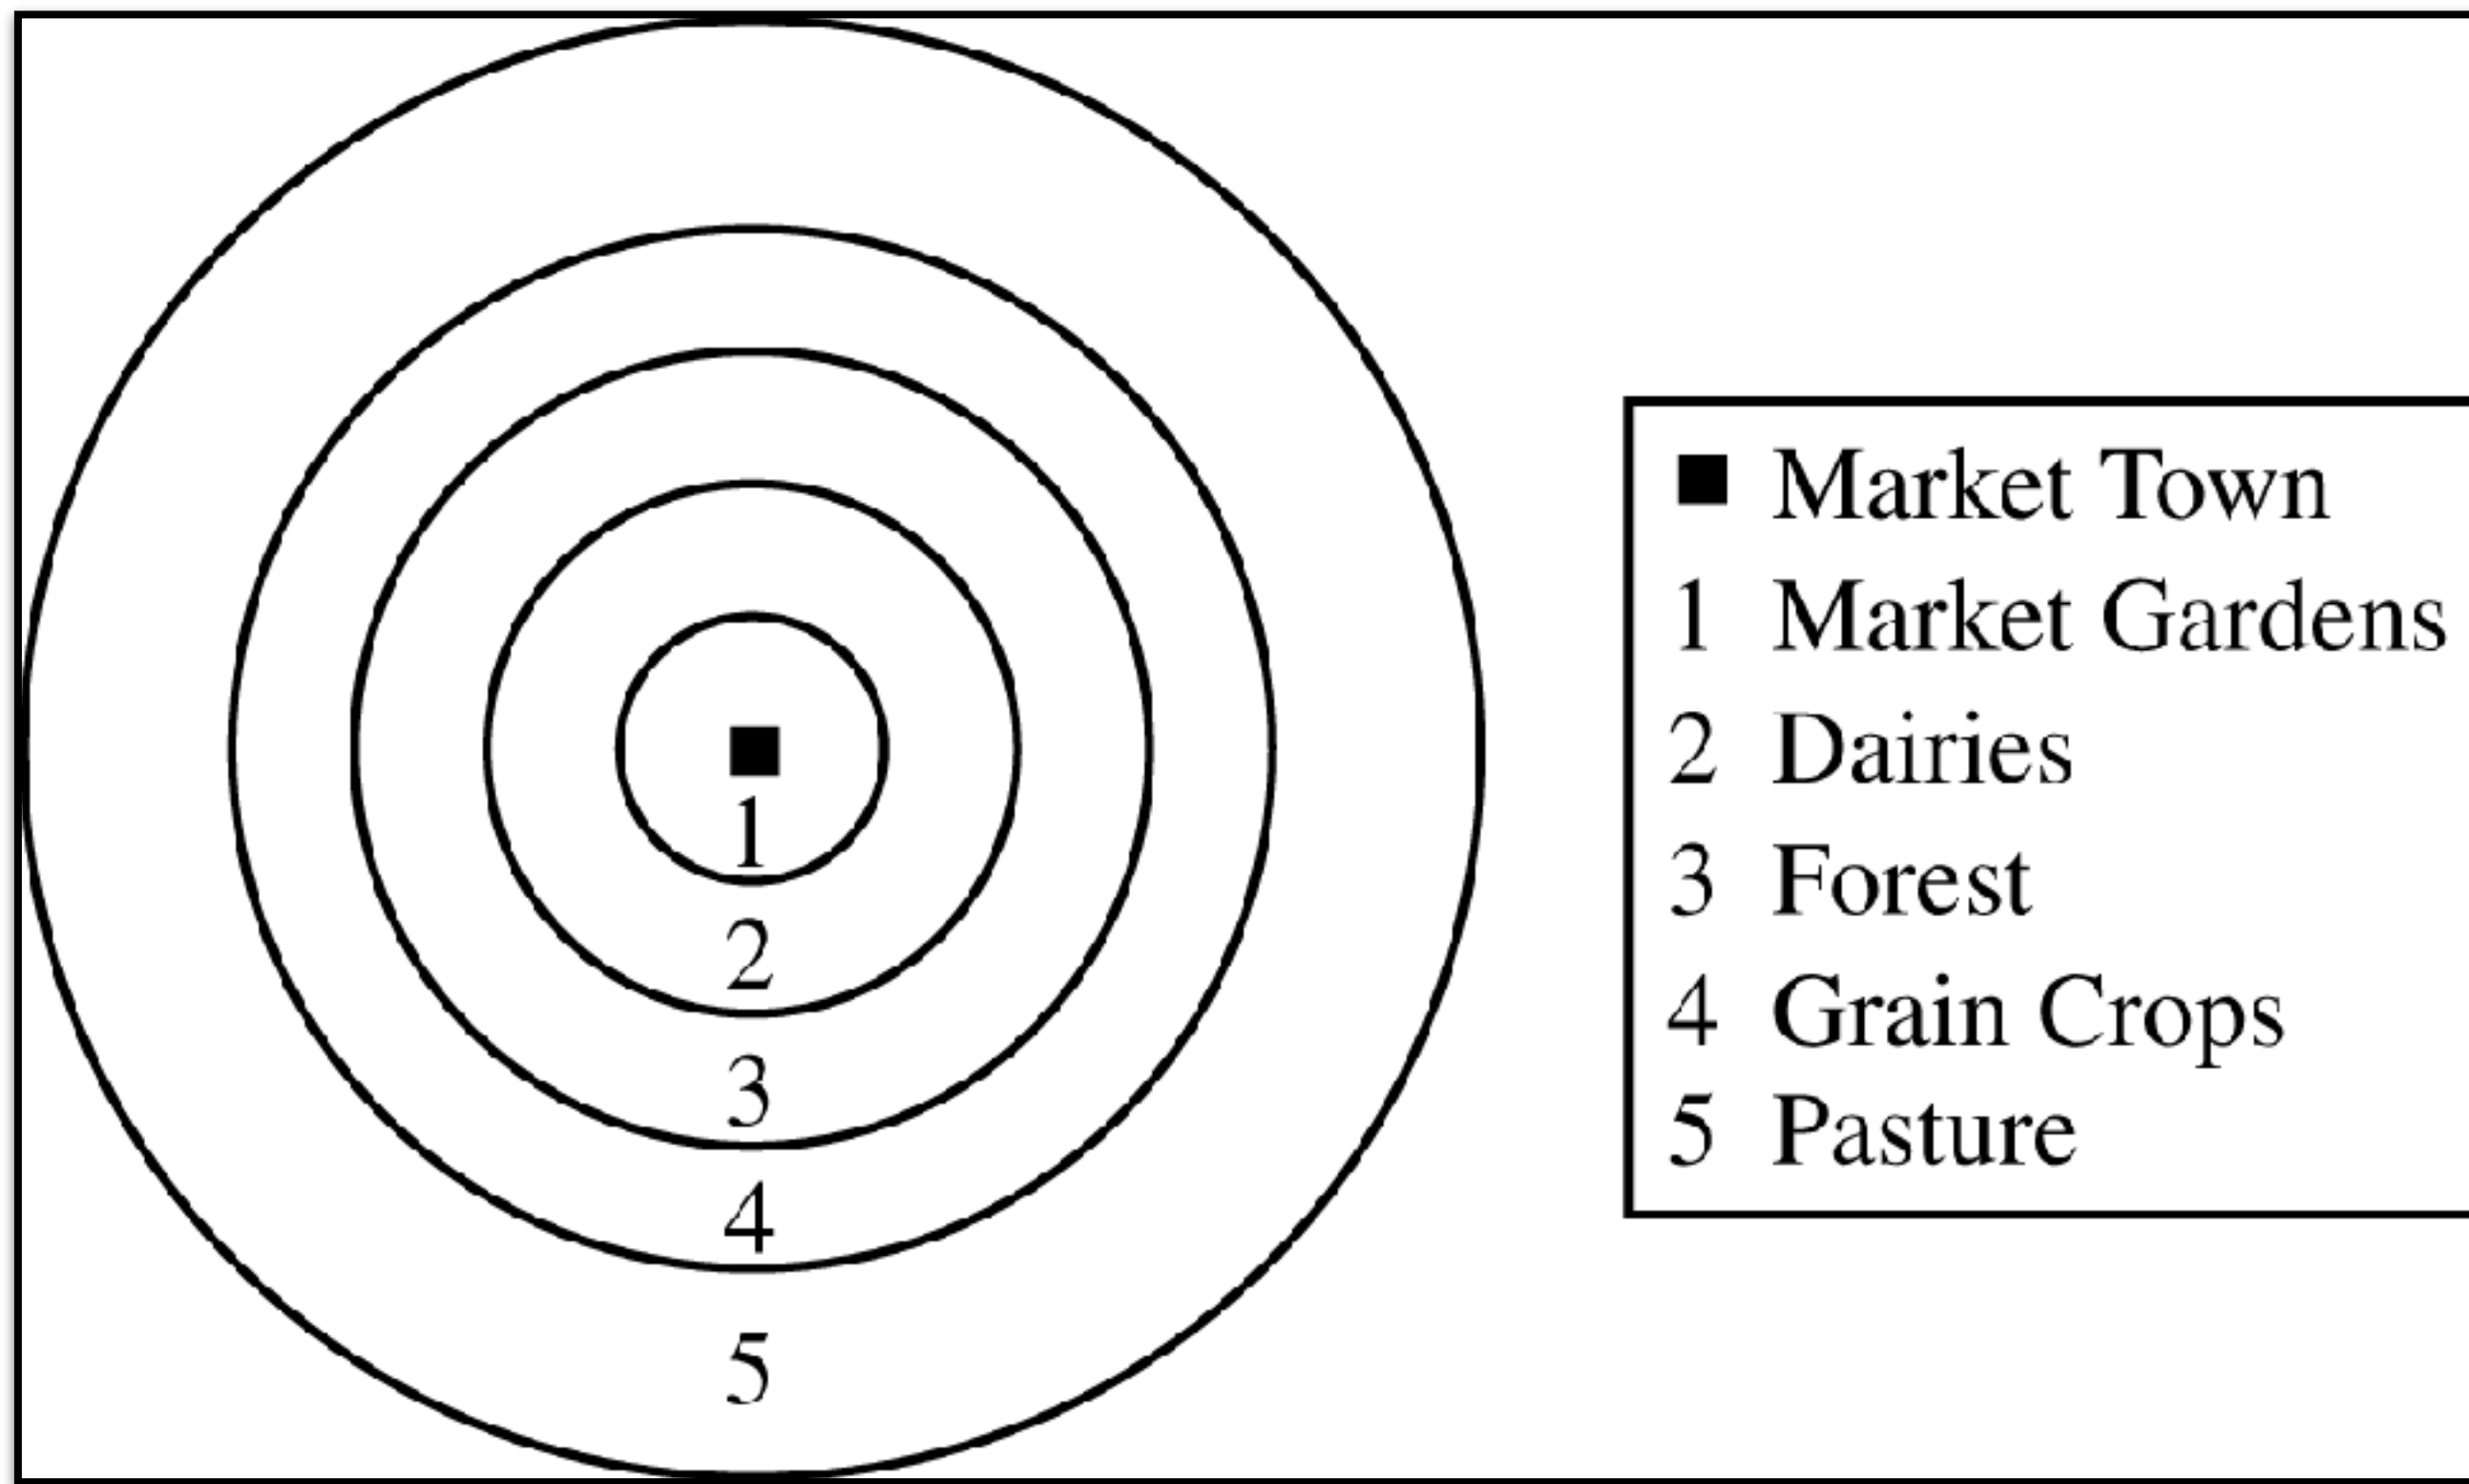 1
2
3
4
5
■ Market Town
1 Market Gardens
2 Dairies
3 Forest
4 Grain Crops
5 Pasture